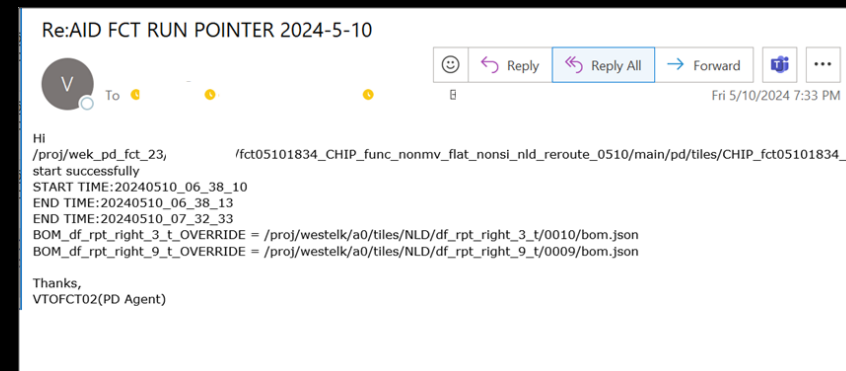 Re:AID FCT RUN POINTER 2024-5-10
Reply
Reply All
Forward
V
To
Fri 5/10/2024 7:33 PM
Hi
/proj/wek_pd_fct_23/ /fct05101834_CHIP_func_nonmv_flat_nonsi_nld_reroute_0510/main/pd/tiles/CHIP_fct05101834_
start successfully
START TIME:20240510_06_38_10
END TIME:20240510_06_38_13
END TIME:20240510_07_32_33
BOM_df_rpt_right_3_t_OVERRIDE = /proj/westelk/a0/tiles/NLD/df_rpt_right_3_t/0010/bom.json
BOM_df_rpt_right_9_t_OVERRIDE = /proj/westelk/a0/tiles/NLD/df_rpt_right_9_t/0009/bom.json
Thanks,
VTOFCT02(PD Agent)